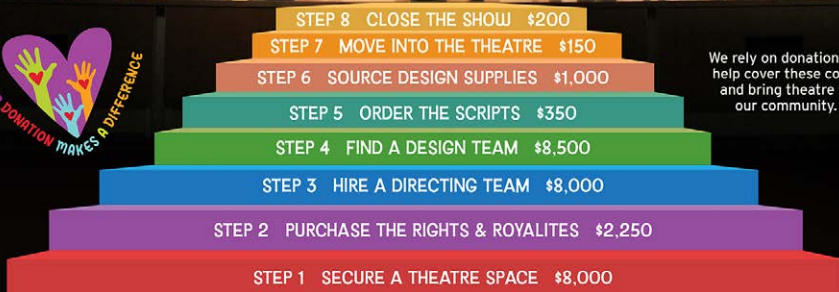 STEP 8 CLOSE THE SHOW $200
STEP 7 MOVE INTO THE THEATRE $150
STEP 6 SOURCE DESIGN SUPPLIES $1,000
STEP 5 ORDER THE SCRIPTS $350
STEP 4 FIND A DESIGN TEAM $8,500
STEP 3 HIRE A DIRECTING TEAM $8,000
STEP 2 PURCHASE THE RIGHTS & ROYALITES $2,250
STEP 1 SECURE A THEATRE SPACE $8,000
DONATION MAKES A DIFFERENCE
We rely on donation
help cover these co
and bring theatre
our community.